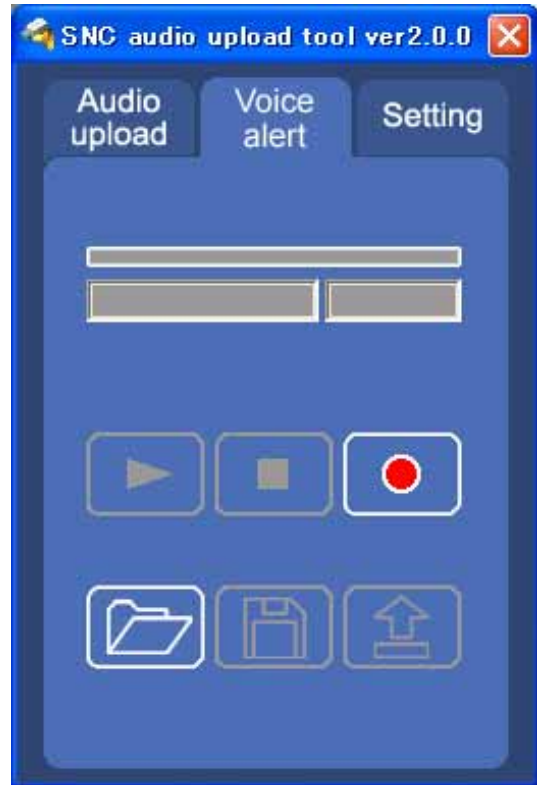 SNC audio upload tool ver2.0.0
Audio
upload
Voice
alert
Setting